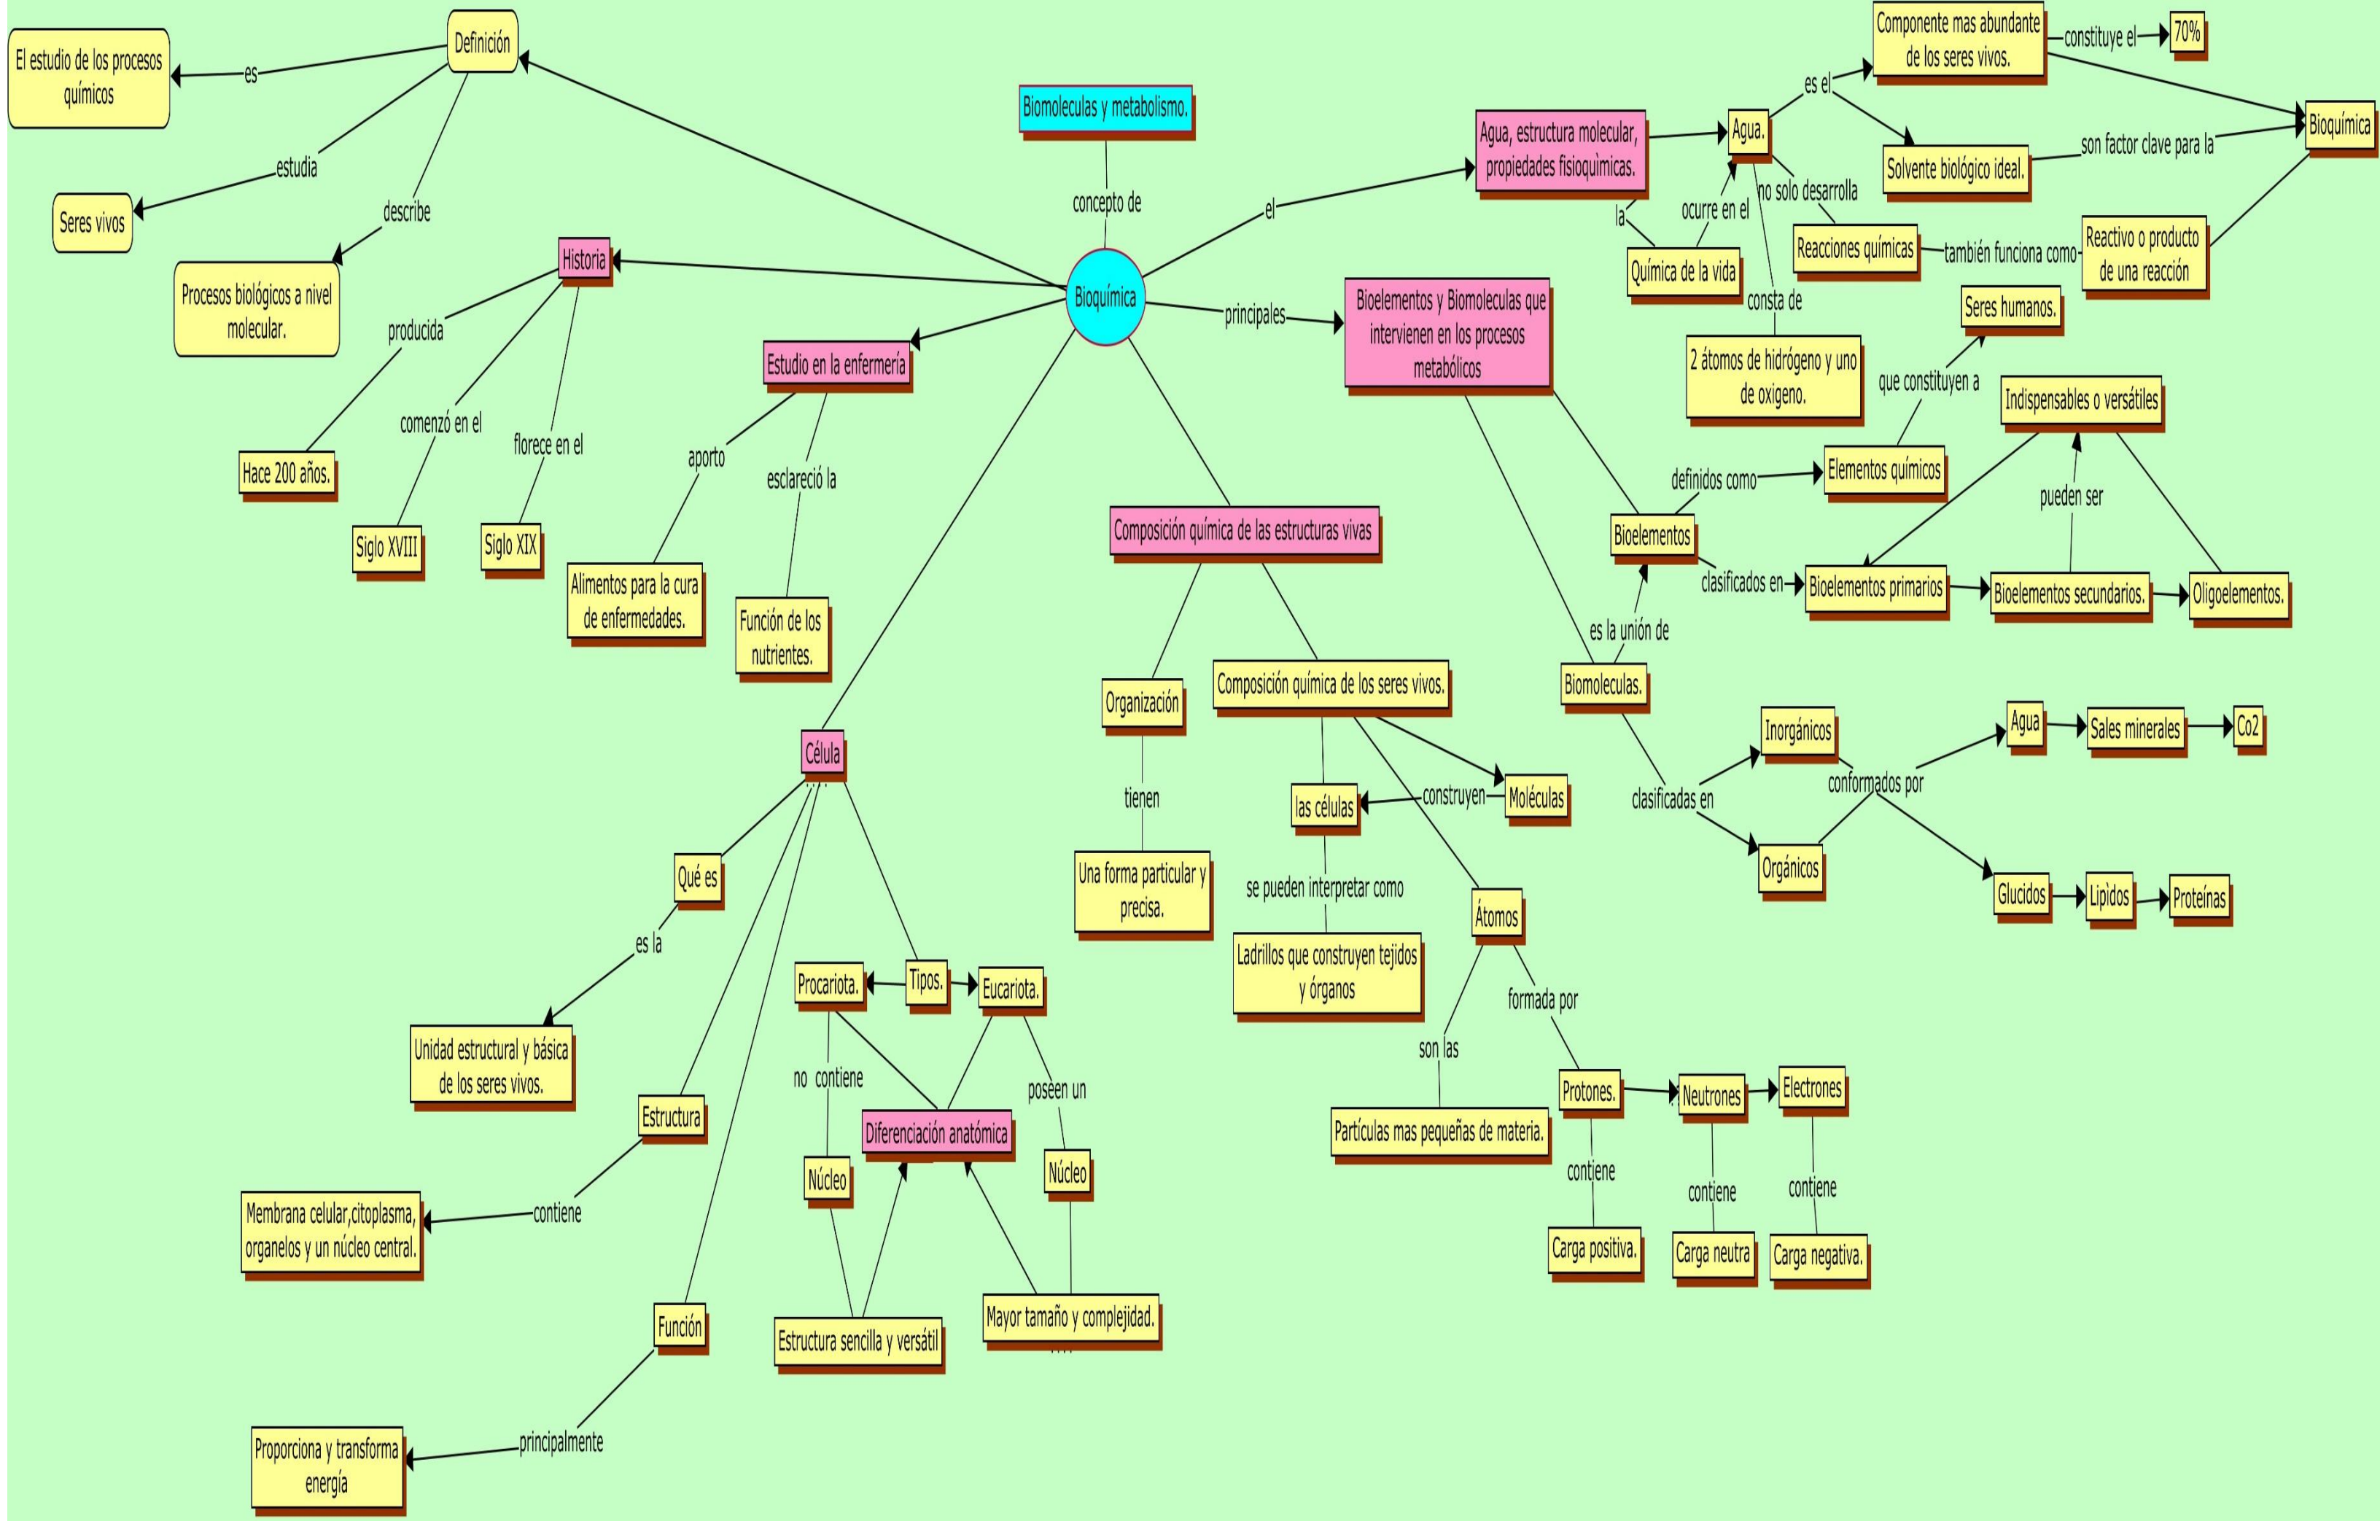 Definición
El estudio de los procesos
químicos
es
estudia
Seres vivos
describe
Procesos biológicos a nivel
molecular.
Biomoleculas y metabolismo.
concepto de
Bioquímica
Historia
producida
Hace 200 años.
comenzó en el
Siglo XVIII
florece en el
Siglo XIX
Estudio en la enfermería
aporto
Alimentos para la cura
de enfermedades.
esclareció la
Función de los
nutrientes.
el
Agua, estructura molecular,
propiedades fisioquìmicas.
la
Química de la vida
ocurre en el
Agua.
es el
Componente mas abundante
de los seres vivos.
constituye el
70%
Solvente biológico ideal.
son factor clave para la
Bioquímica
no solo desarrolla
Reacciones químicas
también funciona como
Reactivo o producto
de una reacción
consta de
2 átomos de hidrógeno y uno
de oxigeno.
principales
Bioelementos y Biomoleculas que
intervienen en los procesos
metabólicos
Bioelementos
definidos como
Elementos químicos
que constituyen a
Seres humanos.
clasificados en
Bioelementos primarios
Bioelementos secundarios.
Oligoelementos.
pueden ser
Indispensables o versátiles
es la unión de
Biomoleculas.
clasificadas en
Inorgánicos
Orgánicos
conformados por
Agua
Sales minerales
Co2
Glucidos
Lipìdos
Proteínas
Composición química de las estructuras vivas
Organización
tienen
Una forma particular y
precisa.
Composición química de los seres vivos.
las células
construyen
Moléculas
se pueden interpretar como
Ladrillos que construyen tejidos
y órganos
Átomos
son las
Partículas mas pequeñas de materia.
formada por
Protones.
Neutrones
Electrones
contiene
contiene
contiene
Carga positiva.
Carga neutra
Carga negativa.
Célula
Qué es
es la
Unidad estructural y básica
de los seres vivos.
Estructura
contiene
Membrana celular,citoplasma,
organelos y un núcleo central.
Función
principalmente
Proporciona y transforma
energía
Tipos.
Procariota.
Eucariota.
no contiene
poseen un
Diferenciación anatómica
Núcleo
Núcleo
Estructura sencilla y versátil
Mayor tamaño y complejidad.